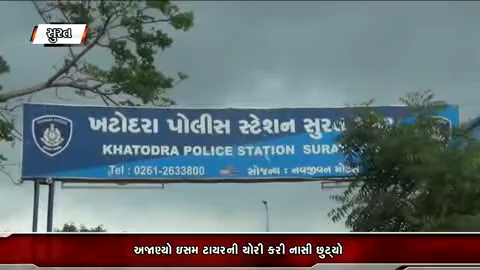 સુરત
ખટોદરા પોલીસ સ્ટેશન સુરત
KHATODRA POLICE STATION SURA
Tel : 0261-2633800
સૌજન્ય : નવજીવન મોટર્સ
અજાણ્યો ઇસમ ટાયરની ચોરી કરી નાસી છુટ્યો